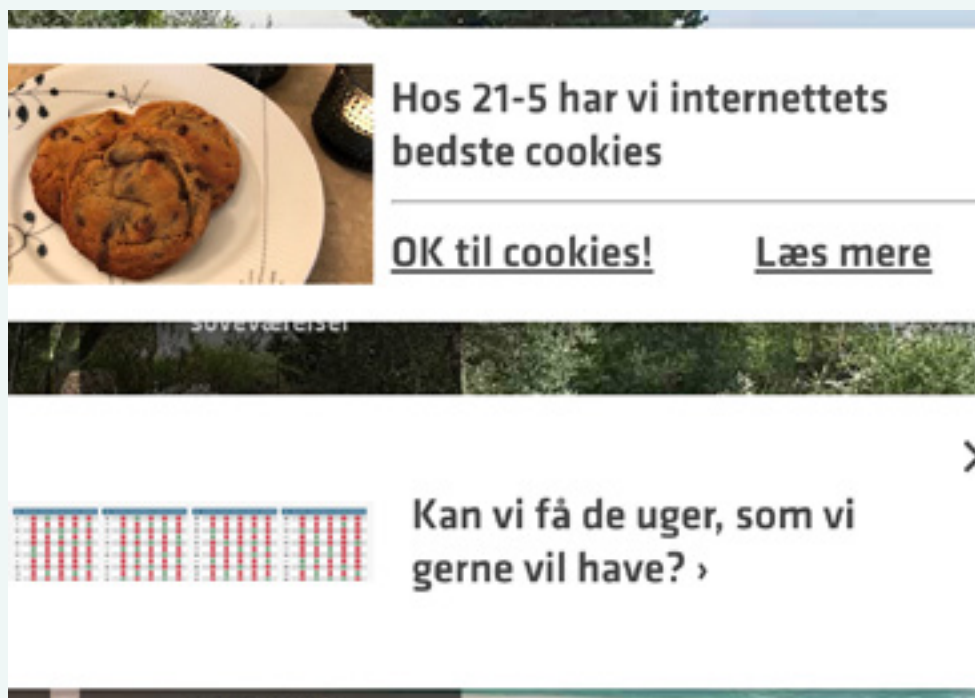 Hos 21-5 har vi internettets
bedste cookies
OK til cookies! Læs mere
soveværelser
Kan vi få de uger, som vi
gerne vil have? ›